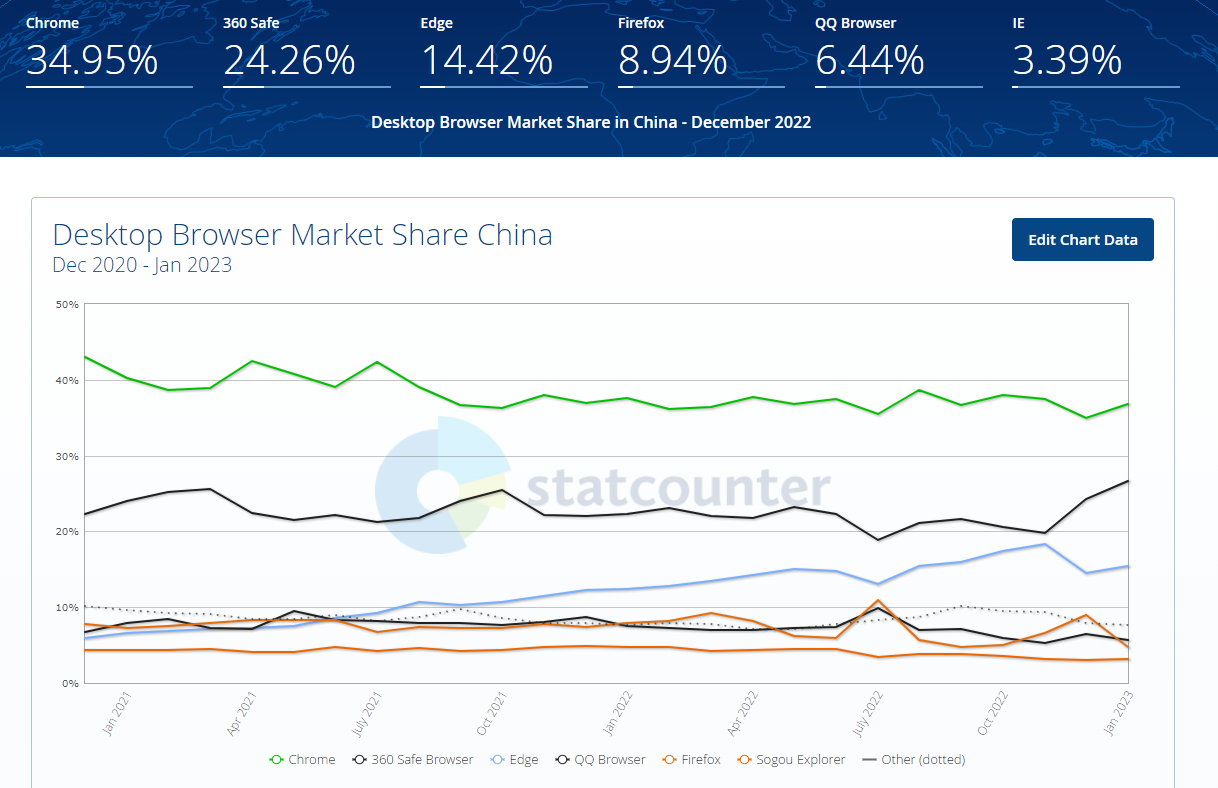 Chrome 360 Safe Edge Firefox QQ Browser IE
34.95% 24.26% 14.42% 8.94% 6.44% 3.39%
Desktop Browser Market Share in China - December 2022
Desktop Browser Market Share China
Edit Chart Data
Dec 2020 - Jan 2023
50%
40%
30%
statcounter
20%
10%
0%
Jan 2021 Apr 2021 July 2021 Oct 2021 Jan 2022 Apr 2022 July 2022 Oct 2022 Jan 2023
Chrome 360 Safe Browser Edge QQ Browser Firefox Sogou Explorer Other (dotted)